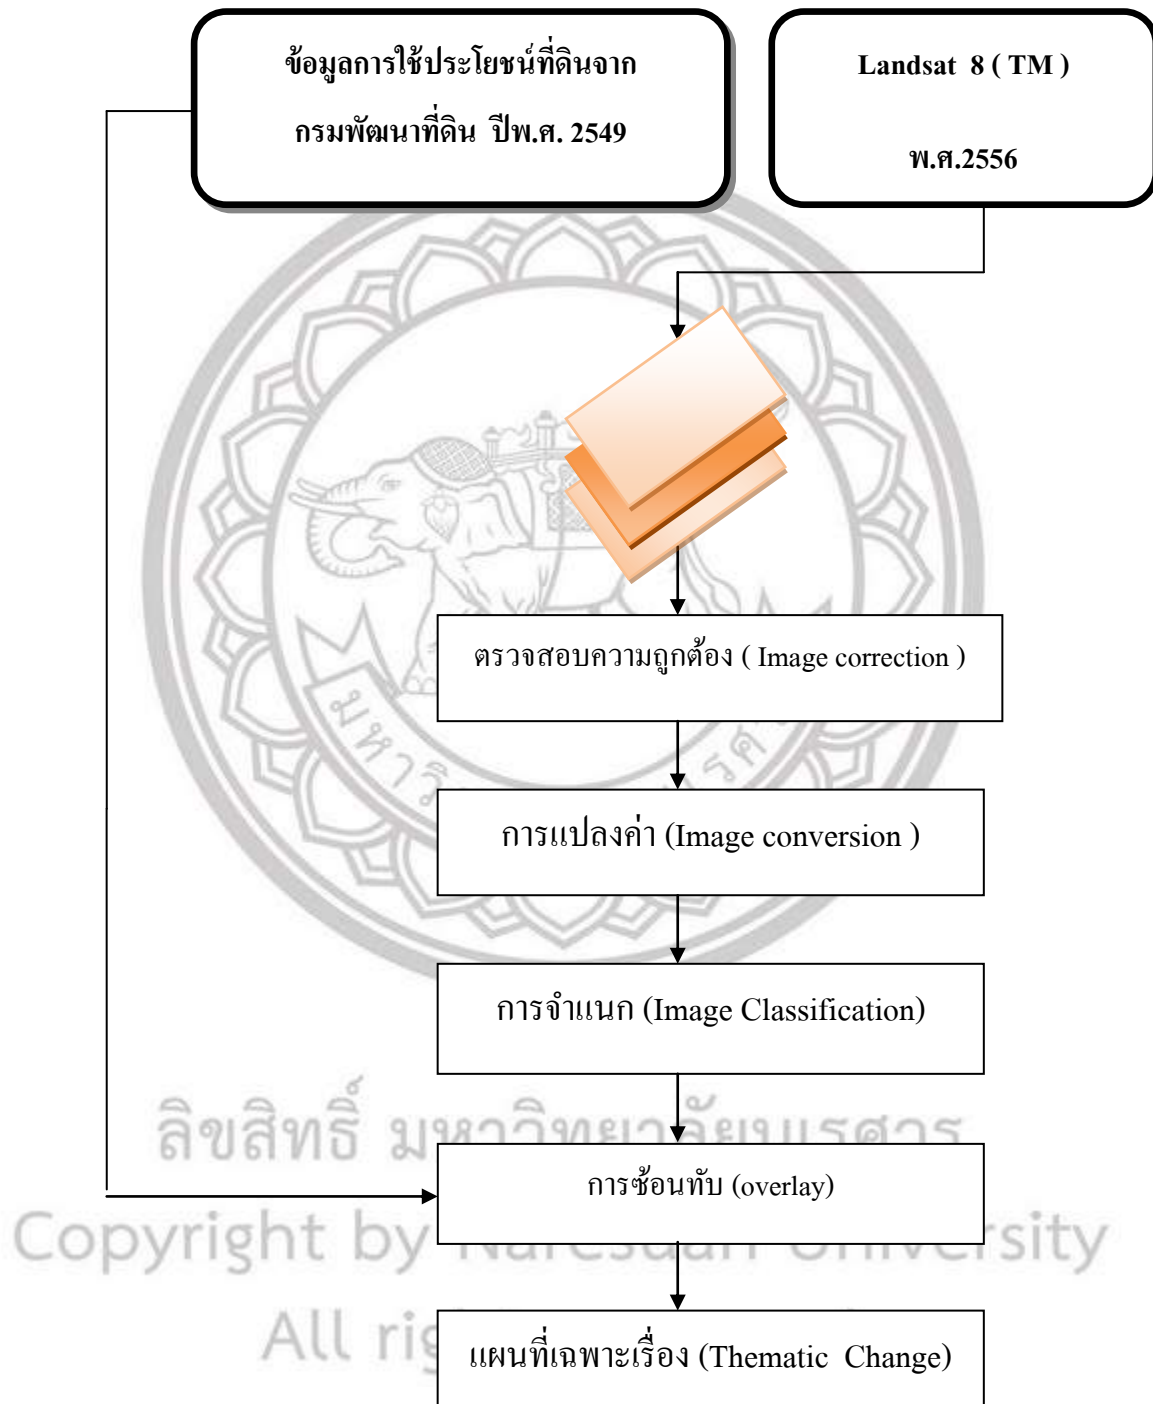 ข้อมูลการใช้ประโยชน์ที่ดินจาก
กรมพัฒนาที่ดิน ปีพ.ศ. 2549
Landsat 8 ( TM )
พ.ศ.2556
ตรวจสอบความถูกต้อง ( Image correction )
การแปลงค่า (Image conversion )
การจำแนก (Image Classification)
ลิขสิทธิ์ มหาวิทยาลัยนเรศวร
การซ้อนทับ (overlay)
Copyright by Naresuan University
All
แผนที่เฉพาะเรื่อง (Thematic Change)